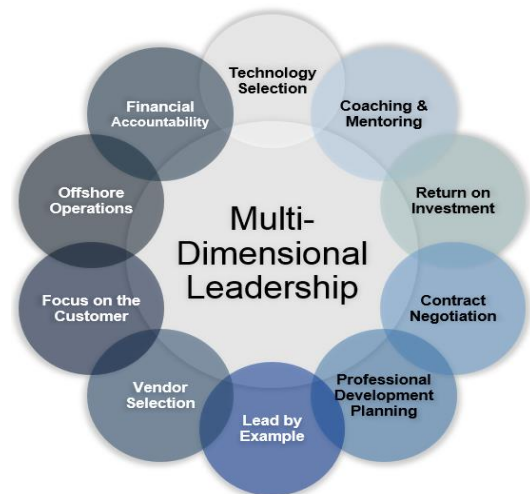 Technology
Selection
Coaching &
Mentoring
Return on
Investment
Contract
Negotiation
Professional
Development
Planning
Lead by
Example
Vendor
Selection
Focus on the
Customer
Offshore
Operations
Financial
Accountability
Multi-
Dimensional
Leadership